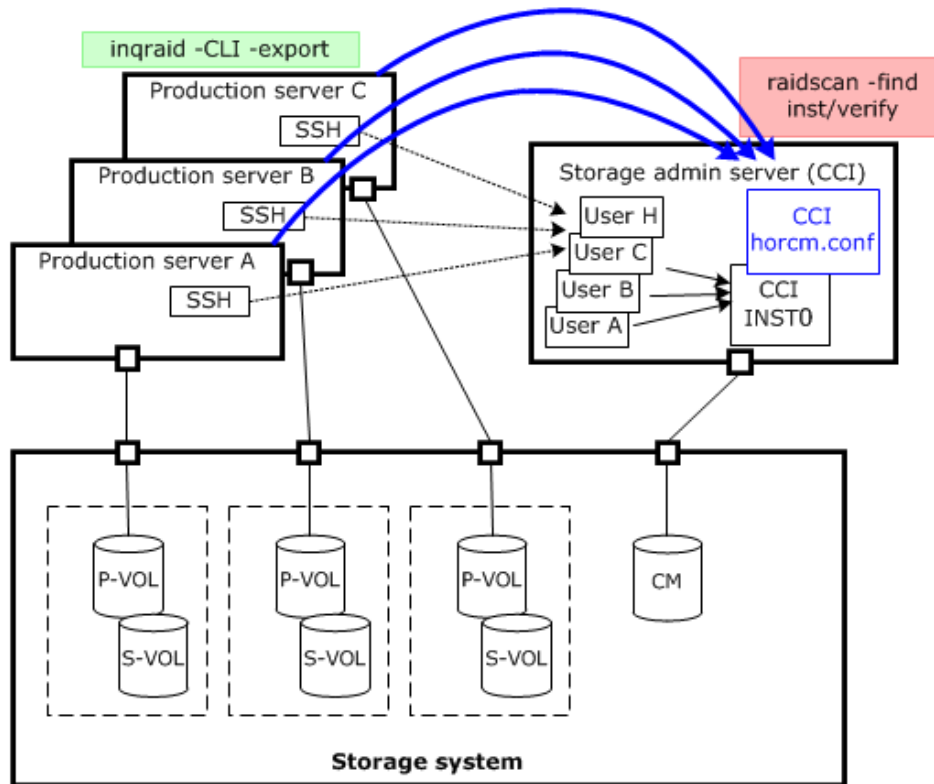 inqraid -CLI -export
raidscan -find
inst/verify
Production server C
SSH
Production server B
SSH
Production server A
SSH
Storage admin server (CCI)
User H
User C
User B
User A
CCI
horcm.conf
CCI
INST0
P-VOL
S-VOL
P-VOL
S-VOL
P-VOL
S-VOL
CM
Storage system